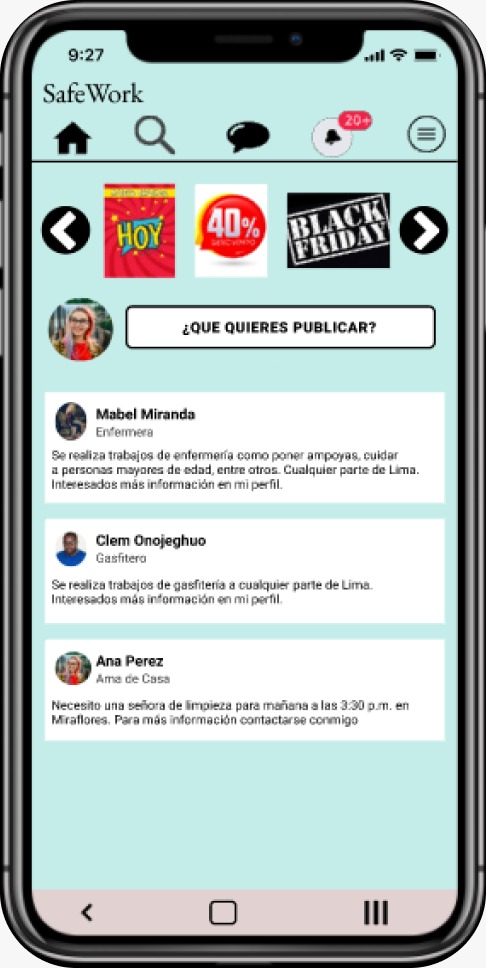 9:27
SafeWork
20+
HOY
40%
DESCUENTO
BLACK
FRIDAY
¿QUE QUIERES PUBLICAR?
Mabel Miranda
Enfermera
Se realiza trabajos de enfermería como poner ampoyas, cuidar
a personas mayores de edad, entre otros. Cualquier parte de Lima.
Interesados más información en mi perfil.
Clem Onojeghuo
Gasfitero
Se realiza trabajos de gasfitería a cualquier parte de Lima.
Interesados más información en mi perfil.
Ana Perez
Ama de Casa
Necesito una señora de limpieza para mañana a las 3:30 p.m. en
Miraflores. Para más información contactarse conmigo